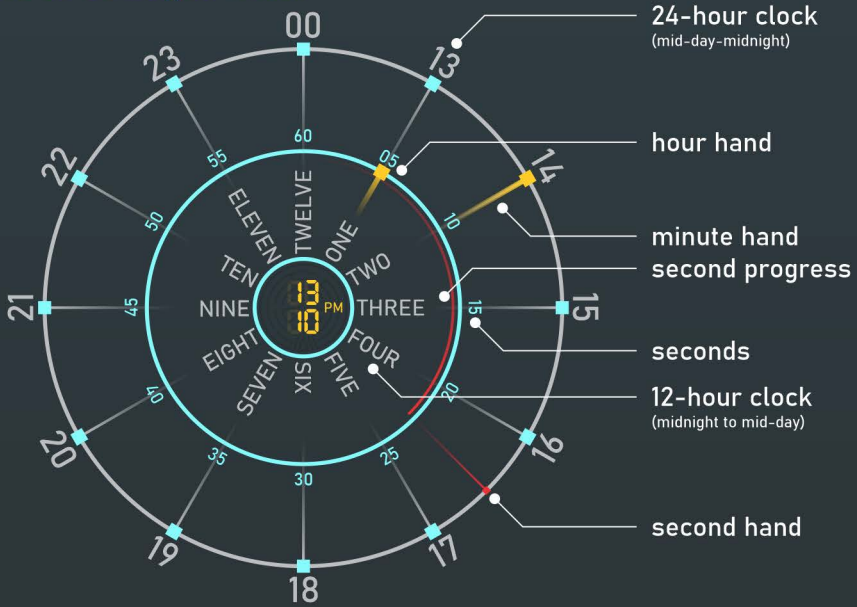 24-hour clock
(mid-day-midnight)
hour hand
minute hand
second progress
seconds
12-hour clock
(midnight to mid-day)
second hand
00
13
14
15
16
17
18
19
20
21
22
23
60
05
10
15
20
25
30
35
40
45
50
55
TWELVE
ONE
TWO
THREE
FOUR
FIVE
SIX
SEVEN
EIGHT
NINE
TEN
ELEVEN
13
PM
10